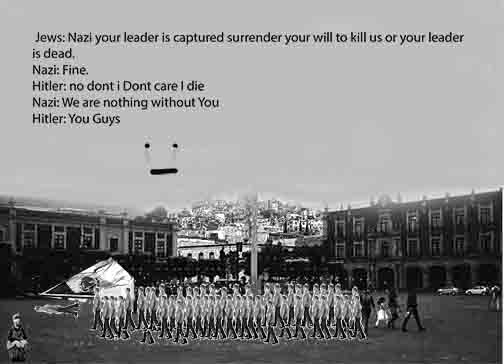 Jews: Nazi your leader is captured surrender your will to kill us or your leader
is dead.
Nazi: Fine.
Hitler: no dont i Dont care I die
Nazi: We are nothing without You
Hitler: You Guys